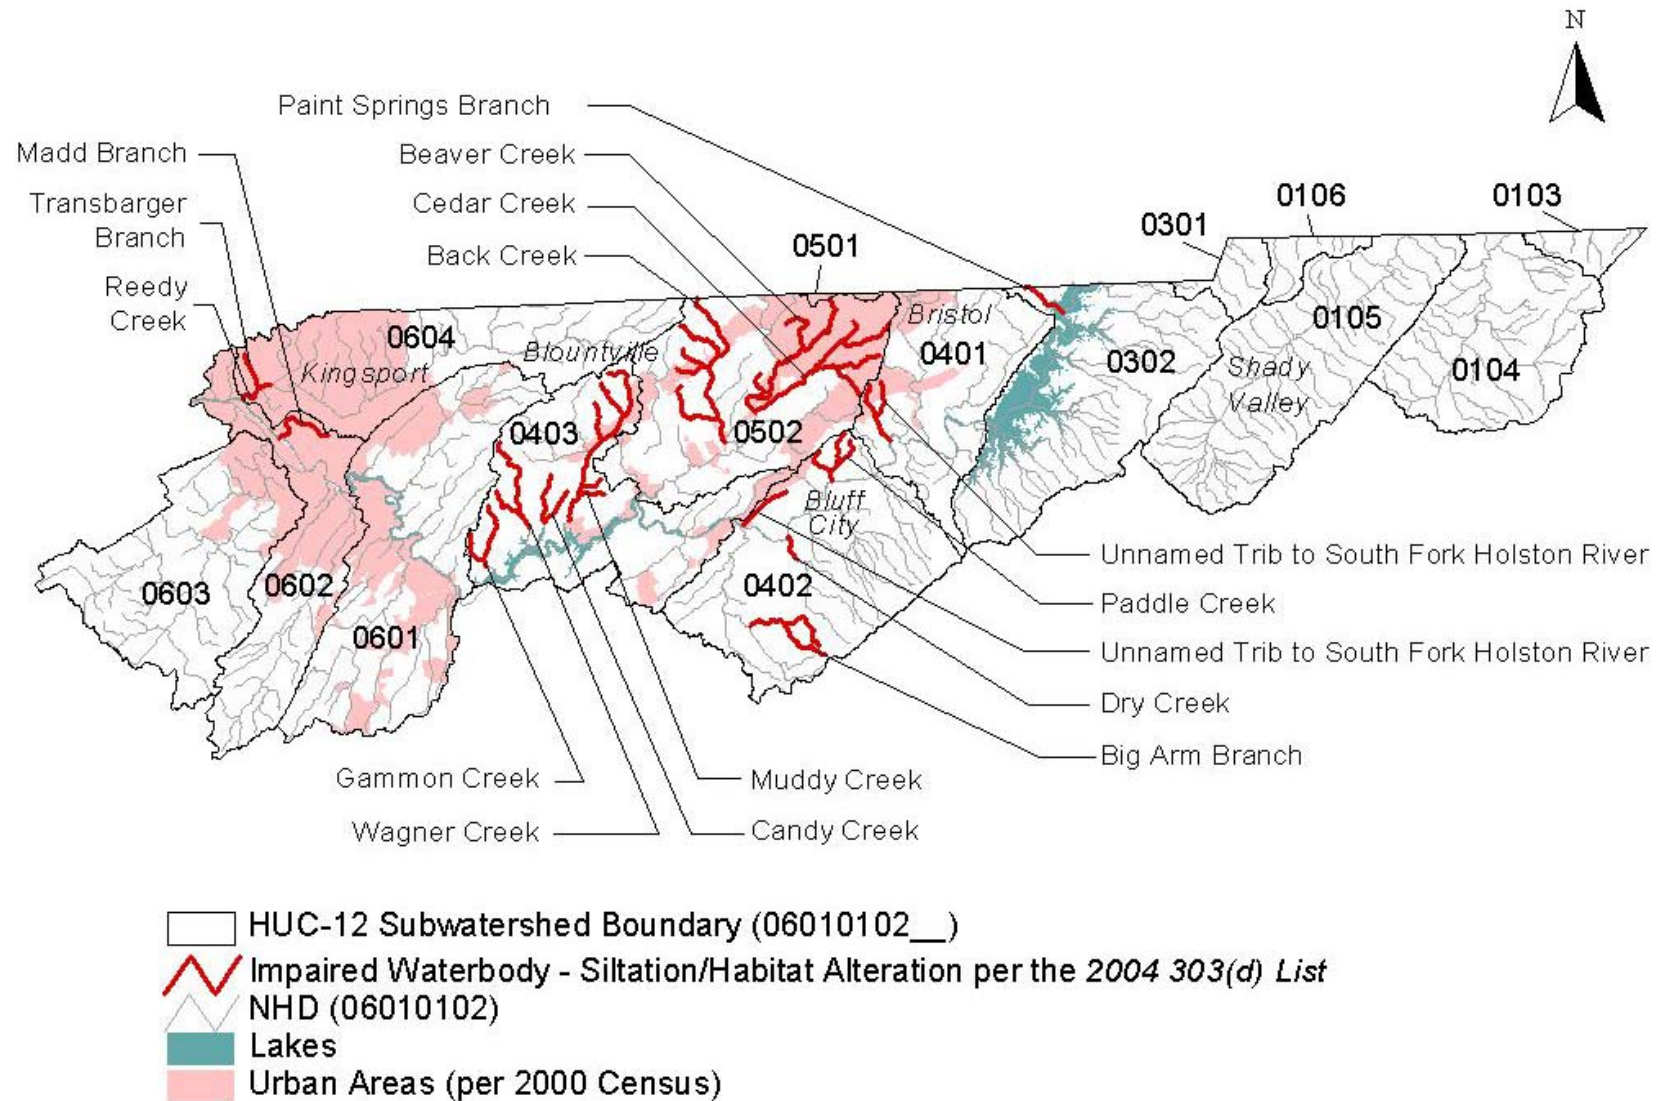 N
Paint Springs Branch
Madd Branch
Beaver Creek
Transbarger
Branch
Cedar Creek
0106
0103
0301
Back Creek
0501
Reedy
Creek
Bristol
0604
Blountville
0401
0105
0302
Kingsport
Shady
Valley
0104
0403
0502
Bluff
City
Unnamed Trib to South Fork Holston River
0402
0603
0602
Paddle Creek
0601
Unnamed Trib to South Fork Holston River
Dry Creek
Big Arm Branch
Gammon Creek
Muddy Creek
Wagner Creek
Candy Creek
HUC-12 Subwatershed Boundary (06010102__)
Impaired Waterbody - Siltation/Habitat Alteration per the 2004 303(d) List
NHD (06010102)
Lakes
Urban Areas (per 2000 Census)